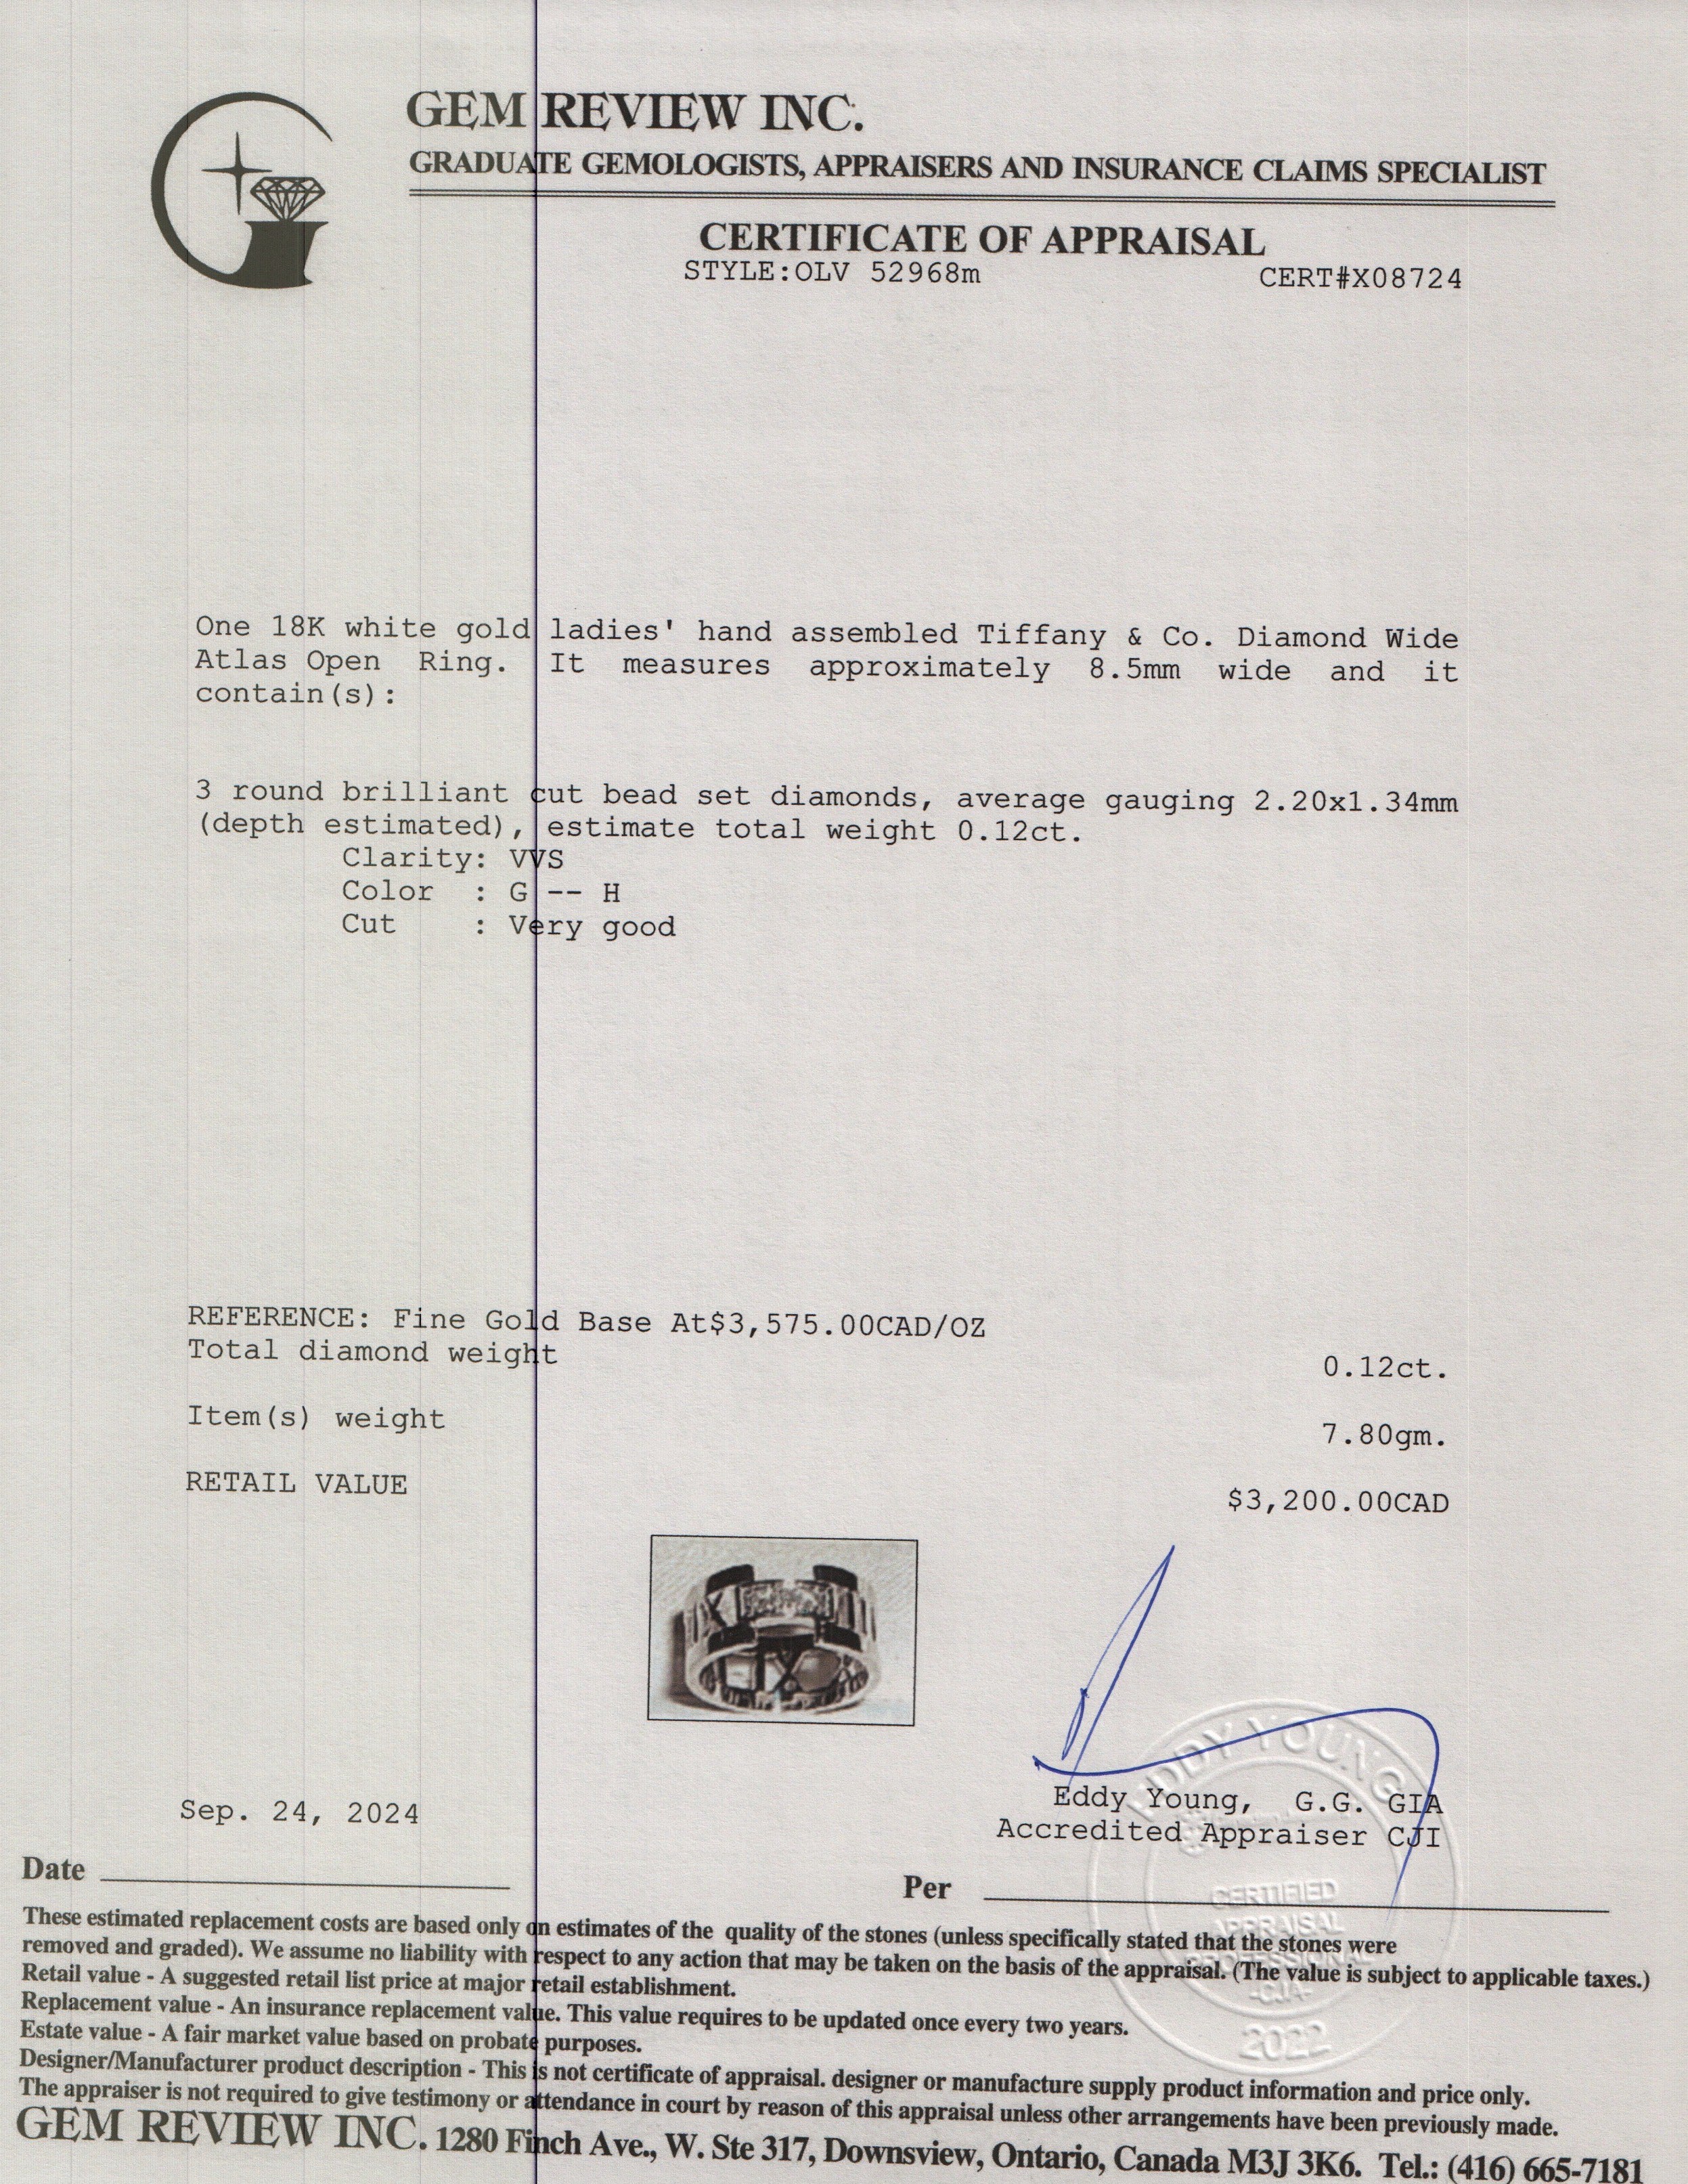 GEM REVIEW INC.
GRADUATE GEMOLOGISTS, APPRAISERS AND INSURANCE CLAIMS SPECIALIST
CERTIFICATE OF APPRAISAL
STYLE:OLV 52968m CERT#X08724
One 18K white gold ladies' hand assembled Tiffany & Co. Diamond Wide
Atlas Open Ring. It measures approximately 8.5mm wide and it
contain(s):
3 round brilliant cut bead set diamonds, average gauging 2.20x1.34mm
(depth estimated), estimate total weight 0.12ct.
Clarity: VVS
Color : G -- H
Cut : Very good
REFERENCE: Fine Gold Base At$3,575.00CAD/OZ
Total diamond weight 0.12ct.
Item(s) weight 7.80gm.
RETAIL VALUE $3,200.00CAD
EDDY YOUNG
Eddy Young, G.G. GIA
Sep. 24, 2024
Accredited Appraiser CJI
Date
Per
CERTIFIED
APPRAISAL
PROFESSIONAL
-CJA-
2022
These estimated replacement costs are based only on estimates of the quality of the stones (unless specifically stated that the stones were
removed and graded). We assume no liability with respect to any action that may be taken on the basis of the appraisal. (The value is subject to applicable taxes.)
Retail value - A suggested retail list price at major retail establishment.
Replacement value - An insurance replacement value. This value requires to be updated once every two years.
Estate value - A fair market value based on probate purposes.
Designer/Manufacturer product description - This is not certificate of appraisal. designer or manufacture supply product information and price only.
The appraiser is not required to give testimony or attendance in court by reason of this appraisal unless other arrangements have been previously made.
GEM REVIEW INC. 1280 Finch Ave., W. Ste 317, Downsview, Ontario, Canada M3J 3K6. Tel.: (416) 665-7181